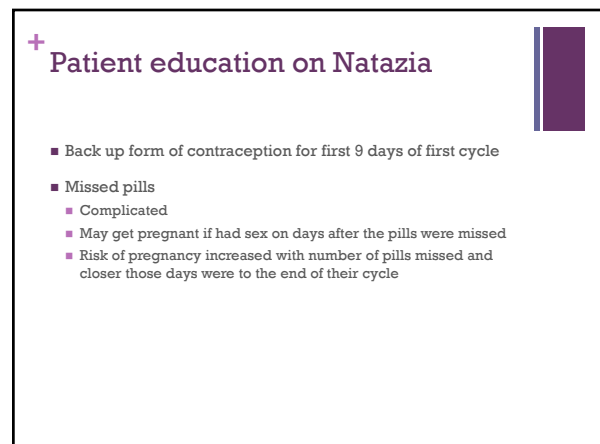 +
Patient education on Natazia
■ Back up form of contraception for first 9 days of first cycle
■ Missed pills
■ Complicated
■ May get pregnant if had sex on days after the pills were missed
■ Risk of pregnancy increased with number of pills missed and
closer those days were to the end of their cycle